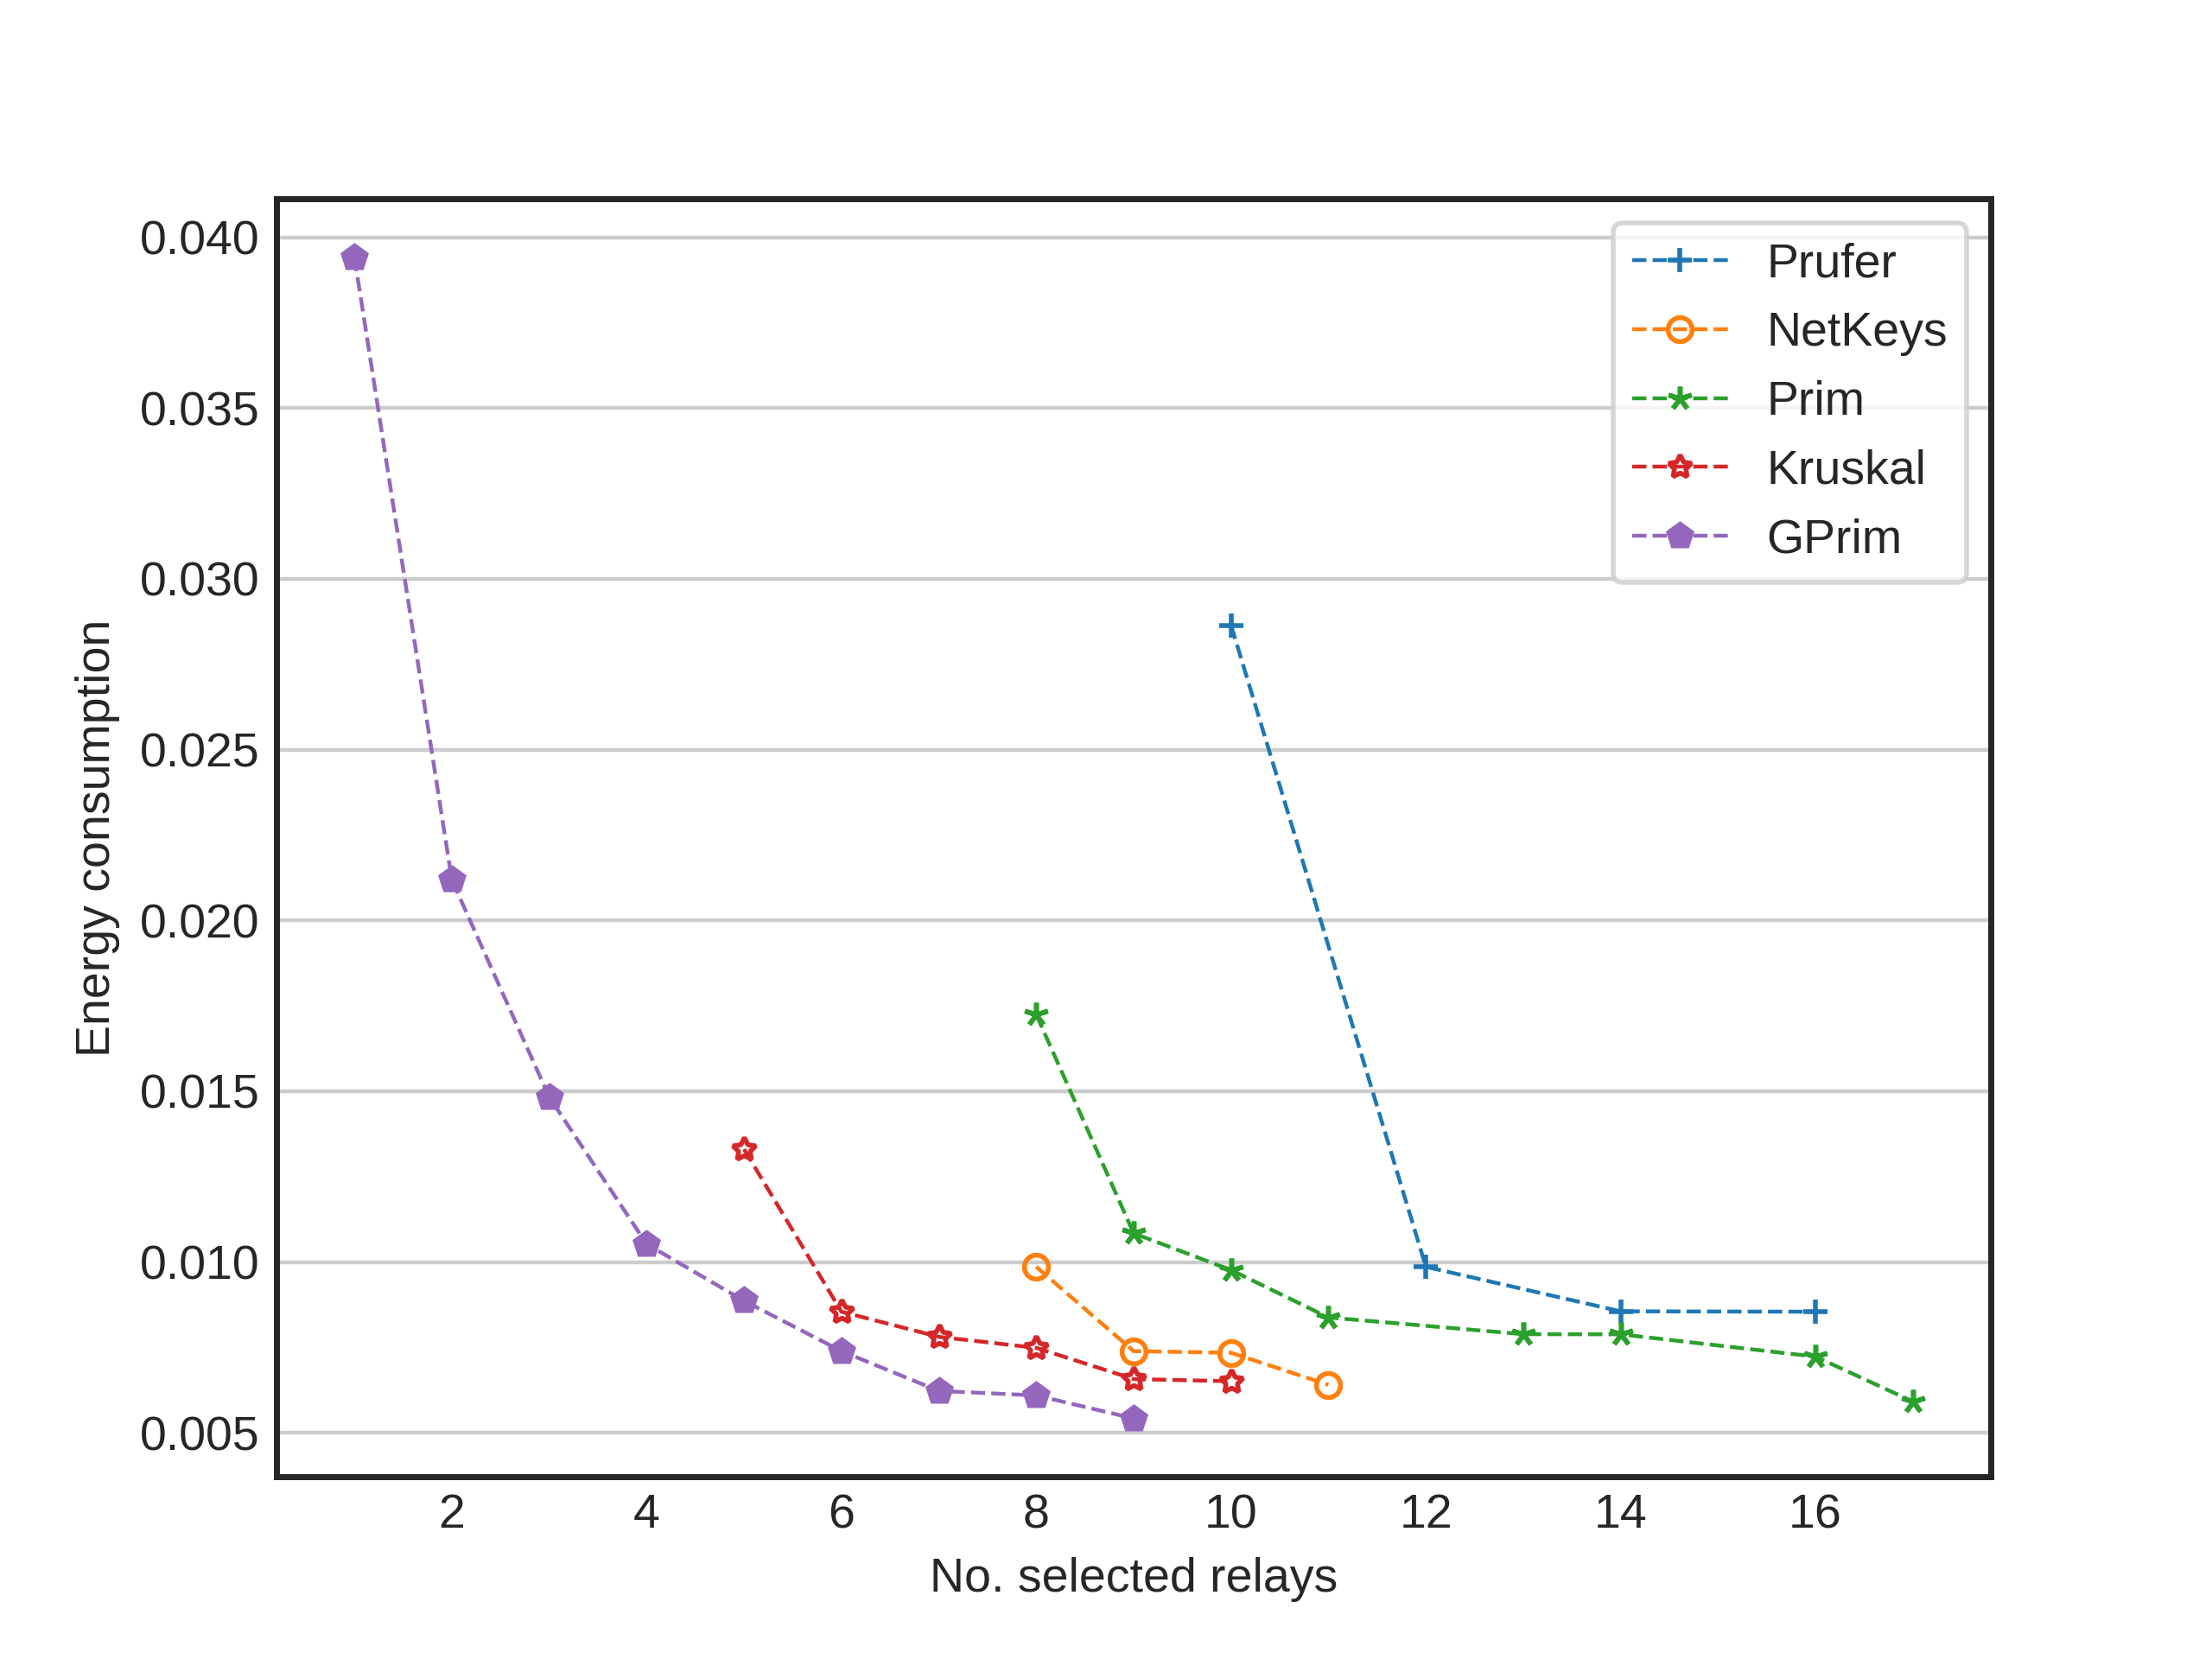 0.040
0.035
0.030
0.025
0.020
0.015
0.010
0.005
Energy consumption
2 4 6 8 10 12 14 16
No. selected relays
Prufer
NetKeys
Prim
Kruskal
GPrim